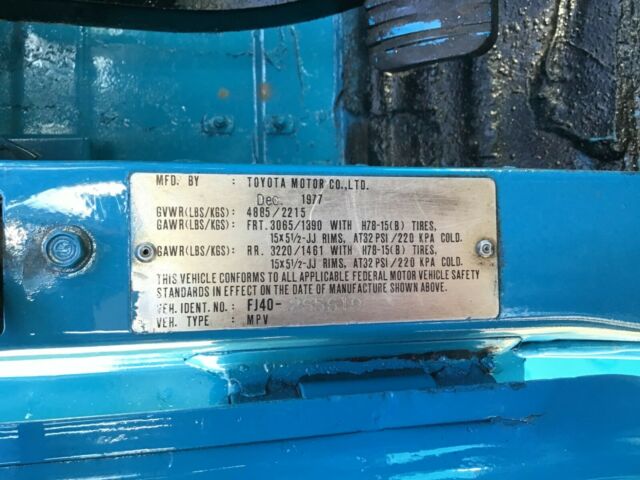 MFD. BY : TOYOTA MOTOR CO.,LTD.
Dec. 1977
GVWR(LBS/KGS): 4885/2215
GAWR(LBS/KGS): FRT. 3065/1390 WITH H78-15(B) TIRES,
15×5½-JJ RIMS, AT32 PSI/220 KPA COLD.
GAWR(LBS/KGS): RR. 3220/1461 WITH H78-15(B) TIRES,
15×5½-JJ RIMS, AT32 PSI/220 KPA COLD.
THIS VEHICLE CONFORMS TO ALL APPLICABLE FEDERAL MOTOR VEHICLE SAFETY
STANDARDS IN EFFECT ON THE DATE OF MANUFACTURE SHOWN ABOVE.
VEH. IDENT. NO.: FJ40-
VEH. TYPE : MPV